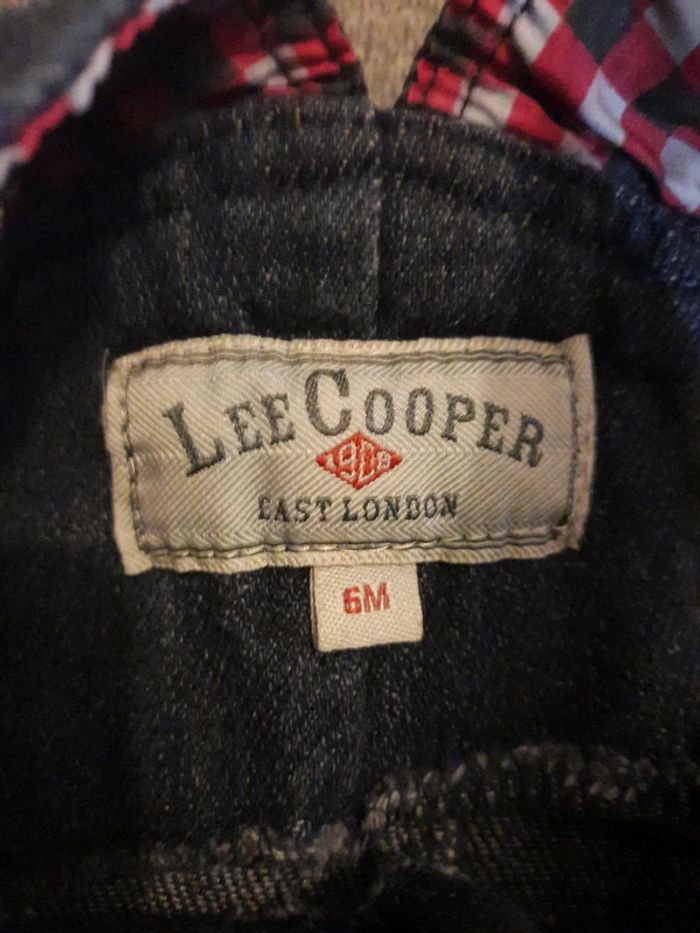 LEE COOPER
1908
EAST LONDON
6M